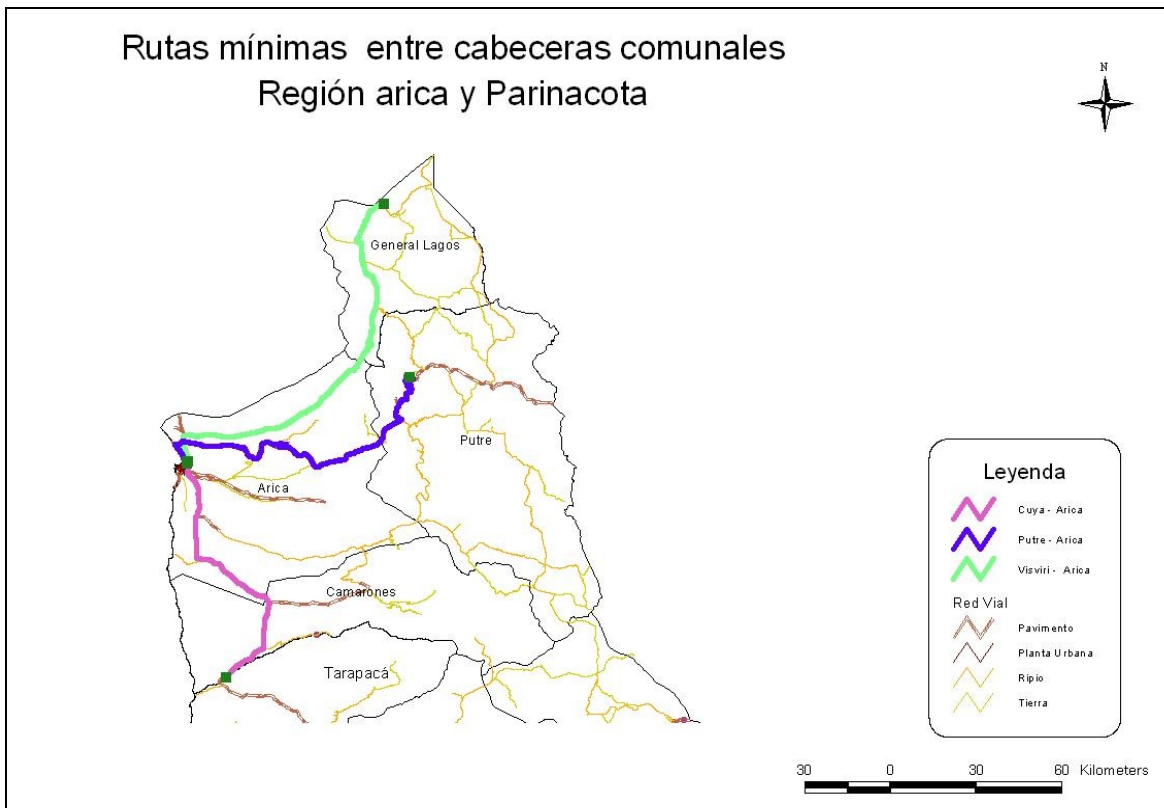 Rutas mínimas entre cabeceras comunales
Región arica y Parinacota
N
General Lagos
Putre
Arica
Camarones
Tarapacá
Leyenda
Cuya - Arica
Putre - Arica
Visviri - Arica
Red Vial
Pavimento
Planta Urbana
Ripio
Tierra
30 0 30 60 Kilometers